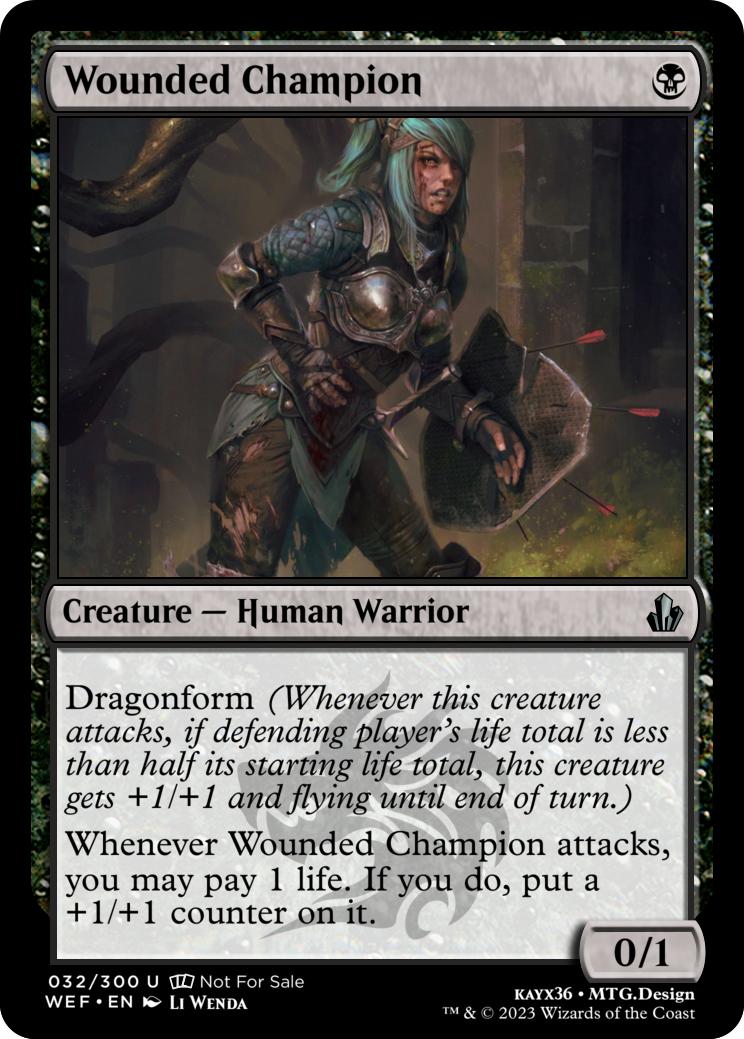 Wounded Champion
Creature — Human Warrior
Dragonform (Whenever this creature
attacks, if defending player's life total is less
than half its starting life total, this creature
gets +1/+1 and flying until end of turn.)
Whenever Wounded Champion attacks,
you may pay 1 life. If you do, put a
+1/+1 counter on it.
0/1
032/300 U Not For Sale
WEF • EN Li Wenda
kayx36 • MTG.Design
™ & © 2023 Wizards of the Coast